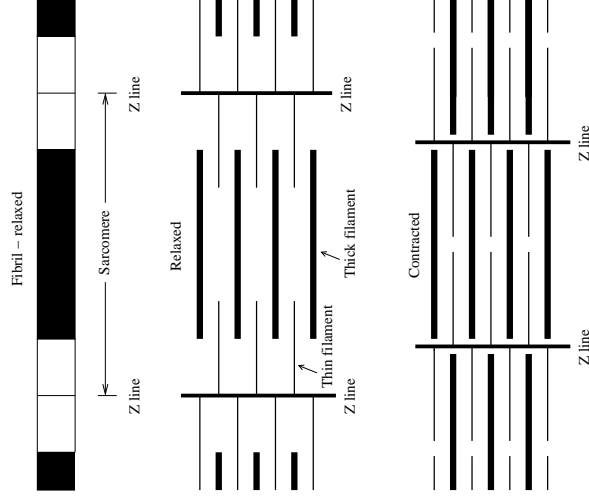 Fibril – relaxed
Sarcomere
Z line
Z line
Relaxed
Z line
Z line
Thick filament
Thin filament
Contracted
Z line
Z line